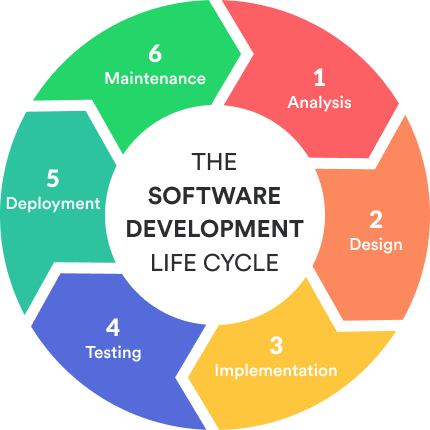 THE
SOFTWARE
DEVELOPMENT
LIFE CYCLE
1
Analysis
2
Design
3
Implementation
4
Testing
5
Deployment
6
Maintenance